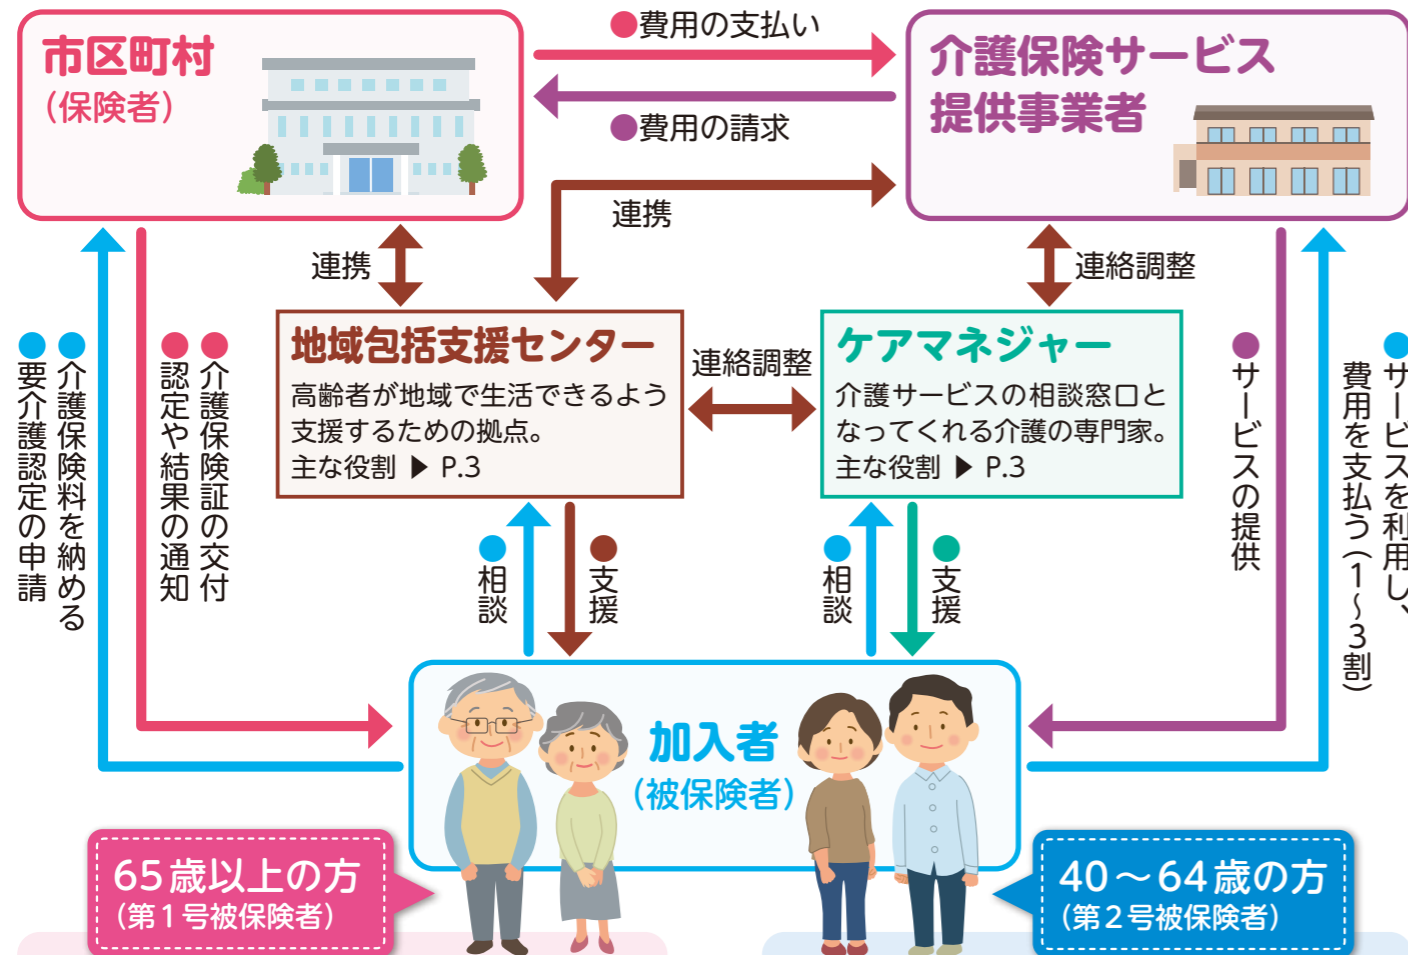 市区町村
（保険者）
●費用の支払い
●費用の請求
介護保険サービス
提供事業者
連携
連携
連絡調整
地域包括支援センター
高齢者が地域で生活できるよう
支援するための拠点。
主な役割 ▶ P.3
連絡調整
ケアマネジャー
介護サービスの相談窓口と
なってくれる介護の専門家。
主な役割 ▶ P.3
●介護保険料を納める
●要介護認定の申請
●介護保険証の交付
●認定や結果の通知
●相談
●支援
●相談
●支援
●サービスの提供
●サービスを利用し、
費用を支払う（1～3割）
加入者
（被保険者）
65歳以上の方
（第1号被保険者）
40～64歳の方
（第2号被保険者）